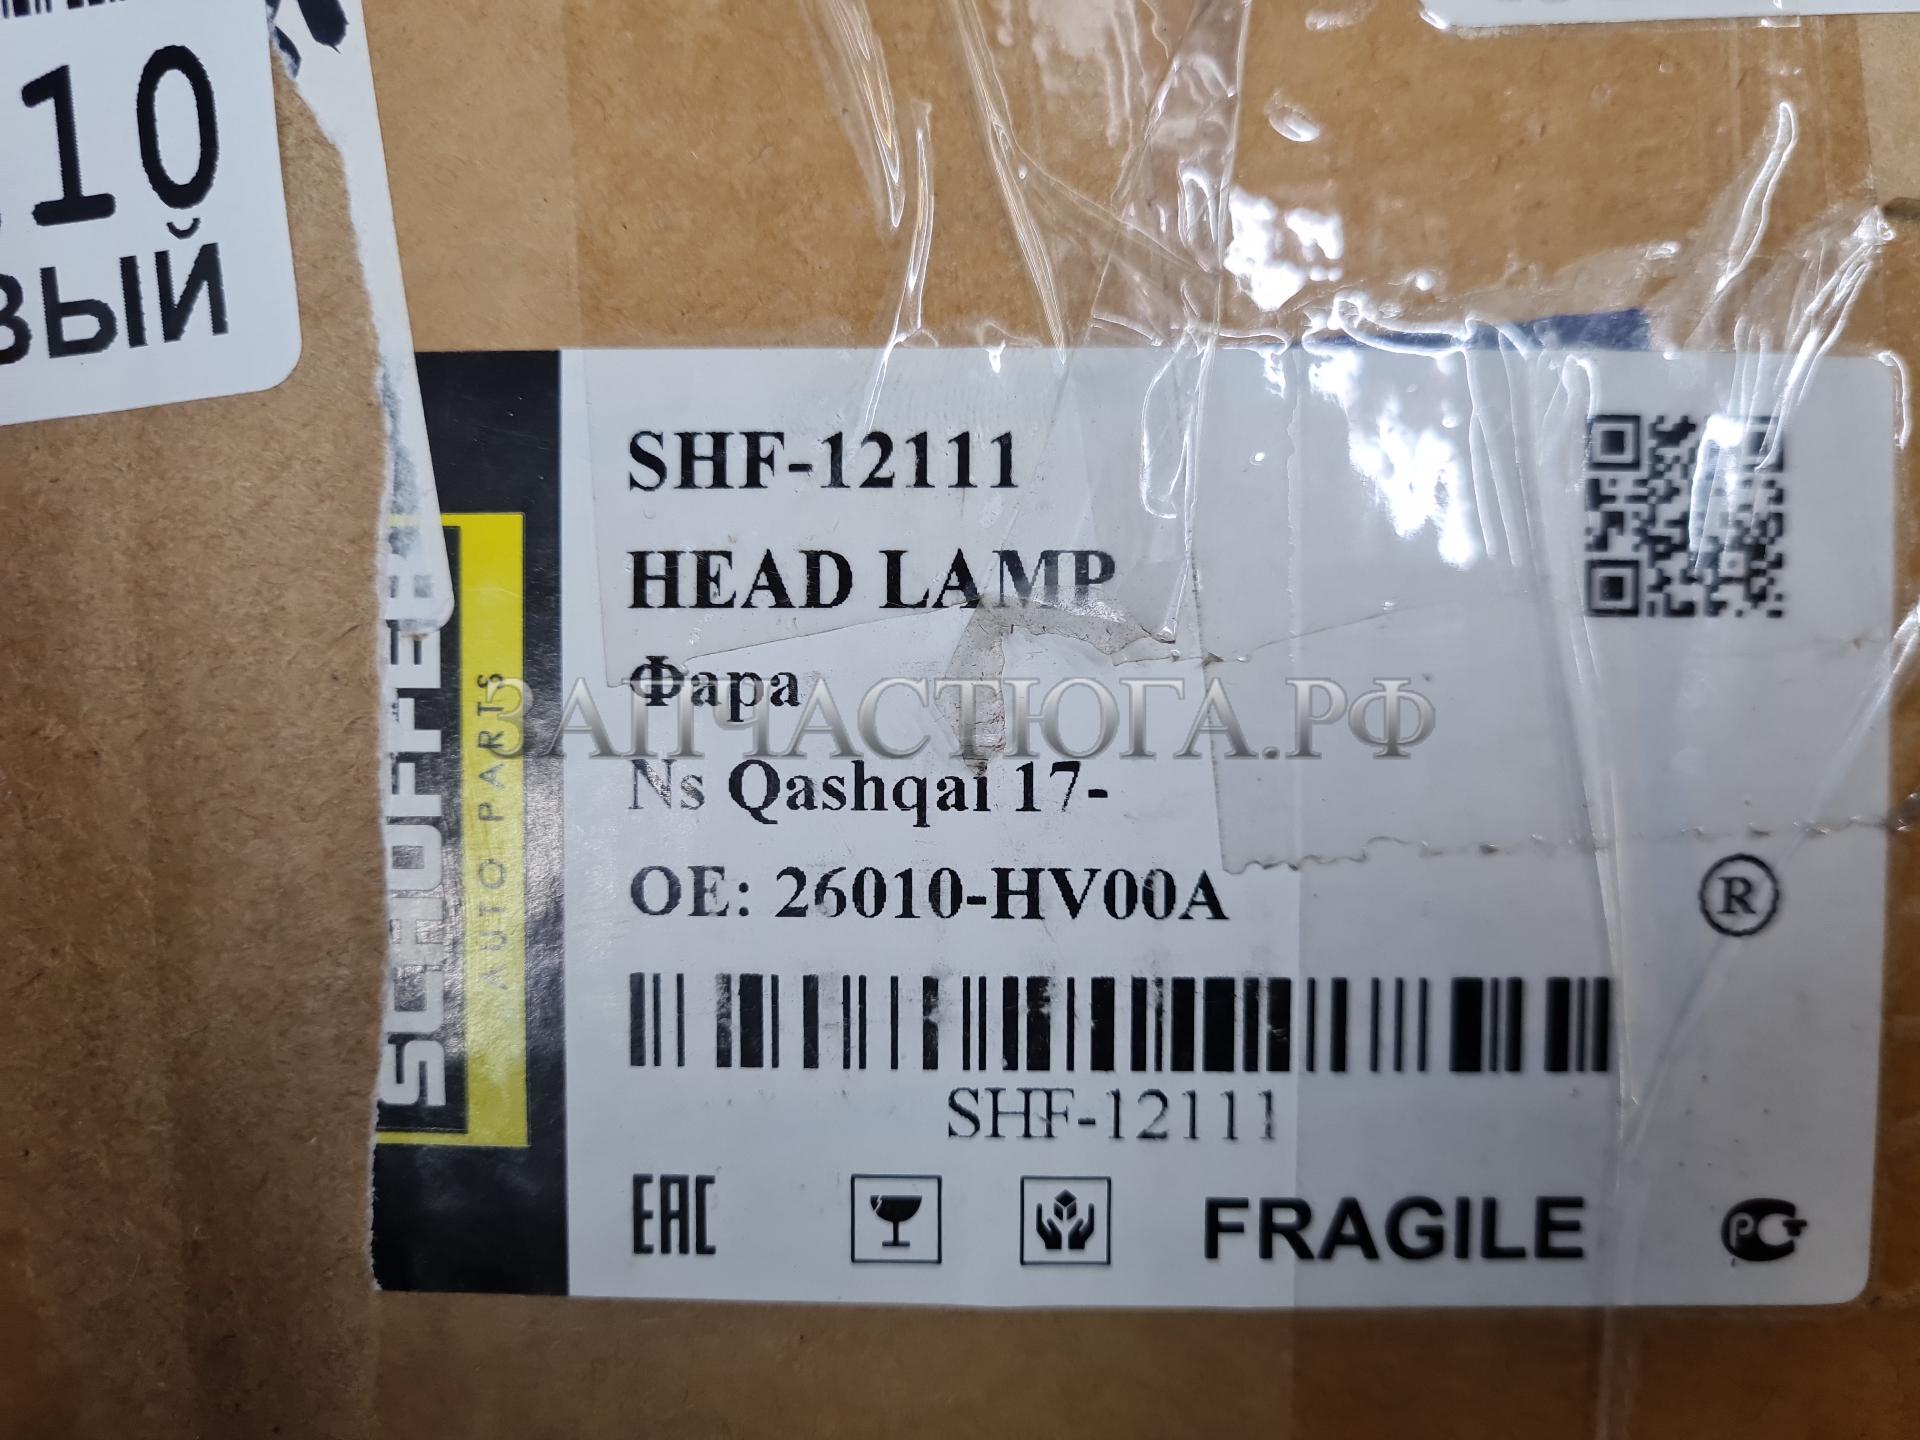 10
ВЫЙ
SHF-12111
HEAD LAMP
Фара
ЗАПЧАСТЮГА.РФ
Ns Qashqai 17-
OE: 26010-HV00A
®
SHF-12111
EAC
FRAGILE
РСТ
AUTO PARTS